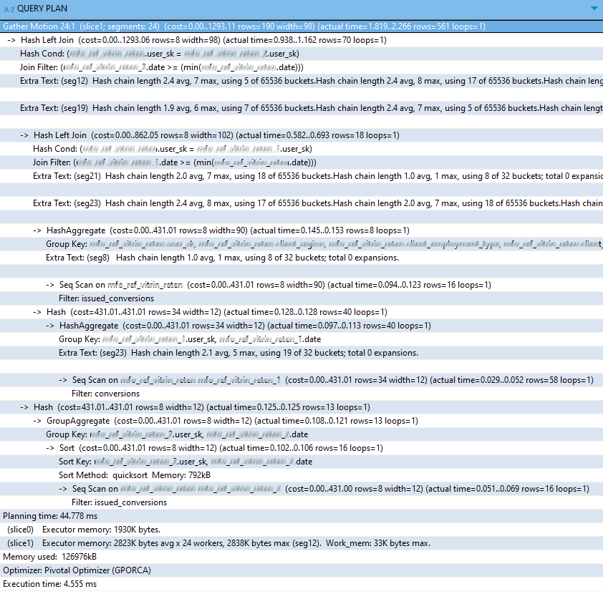 A-Z QUERY PLAN
Gather Motion 24:1 (slice1; segments: 24) (cost=0.00..1293.11 rows=190 width=98) (actual time=1.819..2.266 rows=561 loops=1)
-> Hash Left Join (cost=0.00..1293.06 rows=8 width=98) (actual time=0.938..1.162 rows=70 loops=1)
Hash Cond: (.user_sk = .user_sk)
Join Filter: (.date >= (min(.date)))
Extra Text: (seg12) Hash chain length 2.4 avg, 7 max, using 5 of 65536 buckets.Hash chain length 2.4 avg, 8 max, using 17 of 65536 buckets.Hash chain leng
Extra Text: (seg19) Hash chain length 1.9 avg, 6 max, using 7 of 65536 buckets.Hash chain length 2.4 avg, 7 max, using 5 of 65536 buckets.Hash chain lengt
-> Hash Left Join (cost=0.00..862.05 rows=8 width=102) (actual time=0.582..0.693 rows=18 loops=1)
Hash Cond: (.user_sk = .user_sk)
Join Filter: (.date >= (min(.date)))
Extra Text: (seg21) Hash chain length 2.0 avg, 7 max, using 18 of 65536 buckets.Hash chain length 1.0 avg, 1 max, using 8 of 32 buckets; total 0 expansio
Extra Text: (seg23) Hash chain length 2.4 avg, 8 max, using 17 of 65536 buckets.Hash chain length 2.0 avg, 7 max, using 18 of 65536 buckets.Hash chain
-> HashAggregate (cost=0.00..431.01 rows=8 width=90) (actual time=0.145..0.153 rows=8 loops=1)
Group Key:
Extra Text: (seg8) Hash chain length 1.0 avg, 1 max, using 8 of 32 buckets; total 0 expansions.
-> Seq Scan on (cost=0.00..431.01 rows=8 width=90) (actual time=0.094..0.123 rows=16 loops=1)
Filter: issued_conversions
-> Hash (cost=431.01..431.01 rows=34 width=12) (actual time=0.128..0.128 rows=40 loops=1)
-> HashAggregate (cost=0.00..431.01 rows=34 width=12) (actual time=0.097..0.113 rows=40 loops=1)
Group Key: .user_sk, .date
Extra Text: (seg23) Hash chain length 2.1 avg, 5 max, using 19 of 32 buckets; total 0 expansions.
-> Seq Scan on (cost=0.00..431.01 rows=34 width=12) (actual time=0.029..0.052 rows=58 loops=1)
Filter: conversions
-> Hash (cost=431.01..431.01 rows=8 width=12) (actual time=0.125..0.125 rows=13 loops=1)
-> GroupAggregate (cost=0.00..431.01 rows=8 width=12) (actual time=0.108..0.121 rows=13 loops=1)
Group Key: .user_sk, .date
-> Sort (cost=0.00..431.01 rows=8 width=12) (actual time=0.102..0.106 rows=16 loops=1)
Sort Key: .user_sk, .date
Sort Method: quicksort Memory: 792kB
-> Seq Scan on (cost=0.00..431.00 rows=8 width=12) (actual time=0.051..0.069 rows=16 loops=1)
Filter: issued_conversions
Planning time: 44.778 ms
(slice0) Executor memory: 1930K bytes.
(slice1) Executor memory: 2823K bytes avg x 24 workers, 2838K bytes max (seg12). Work_mem: 33K bytes max.
Memory used: 126976kB
Optimizer: Pivotal Optimizer (GPORCA)
Execution time: 4.555 ms